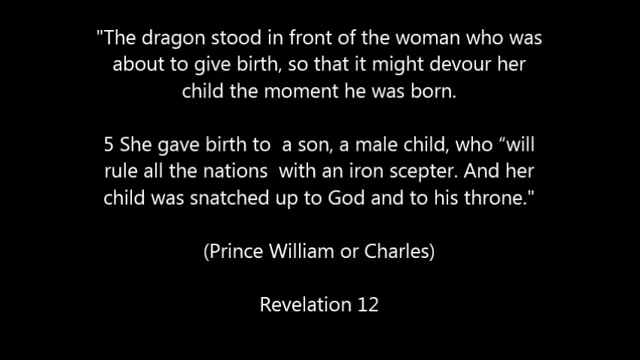 "The dragon stood in front of the woman who was
about to give birth, so that it might devour her
child the moment he was born.
5 She gave birth to  a son, a male child, who “will
rule all the nations  with an iron scepter. And her
child was snatched up to God and to his throne."
(Prince William or Charles)
Revelation 12